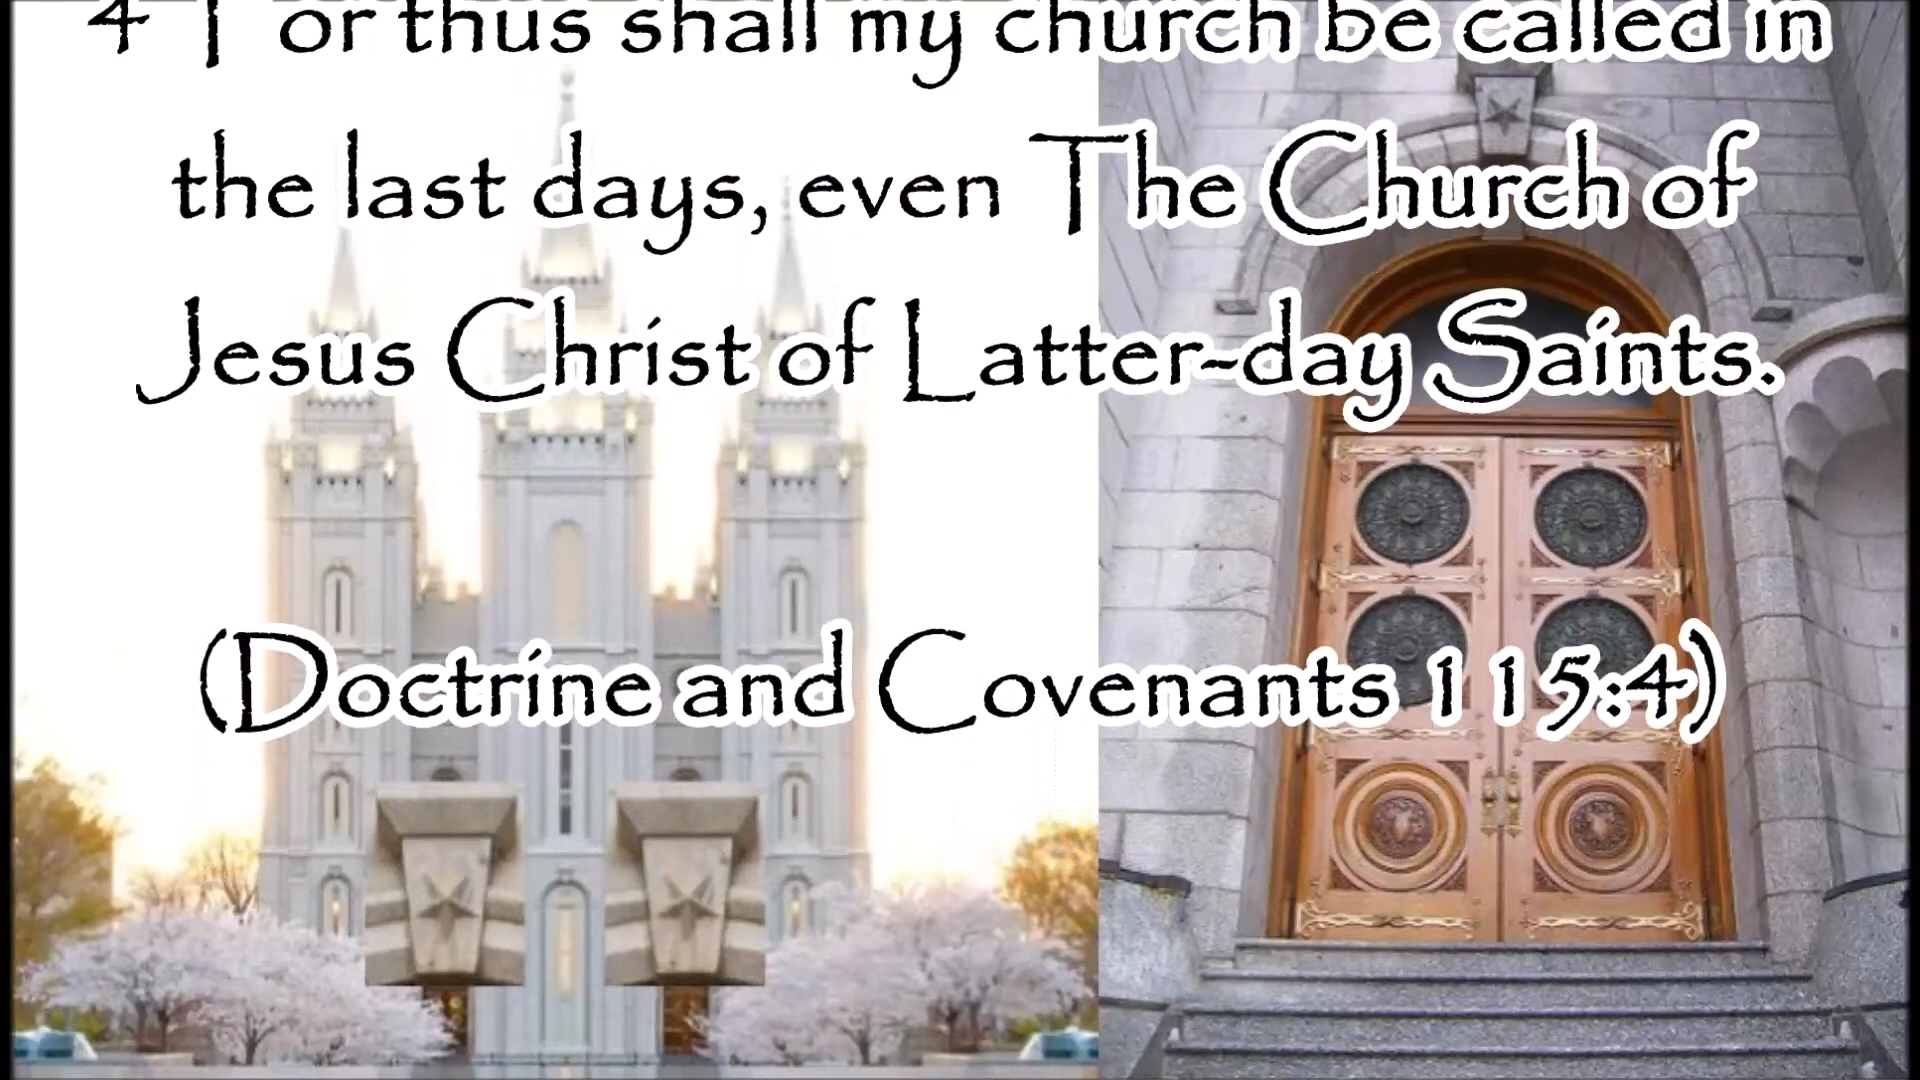 4 For thus shall my church be called in
the last days, even The Church of
Jesus Christ of Latter-day Saints.
(Doctrine and Covenants 115:4)